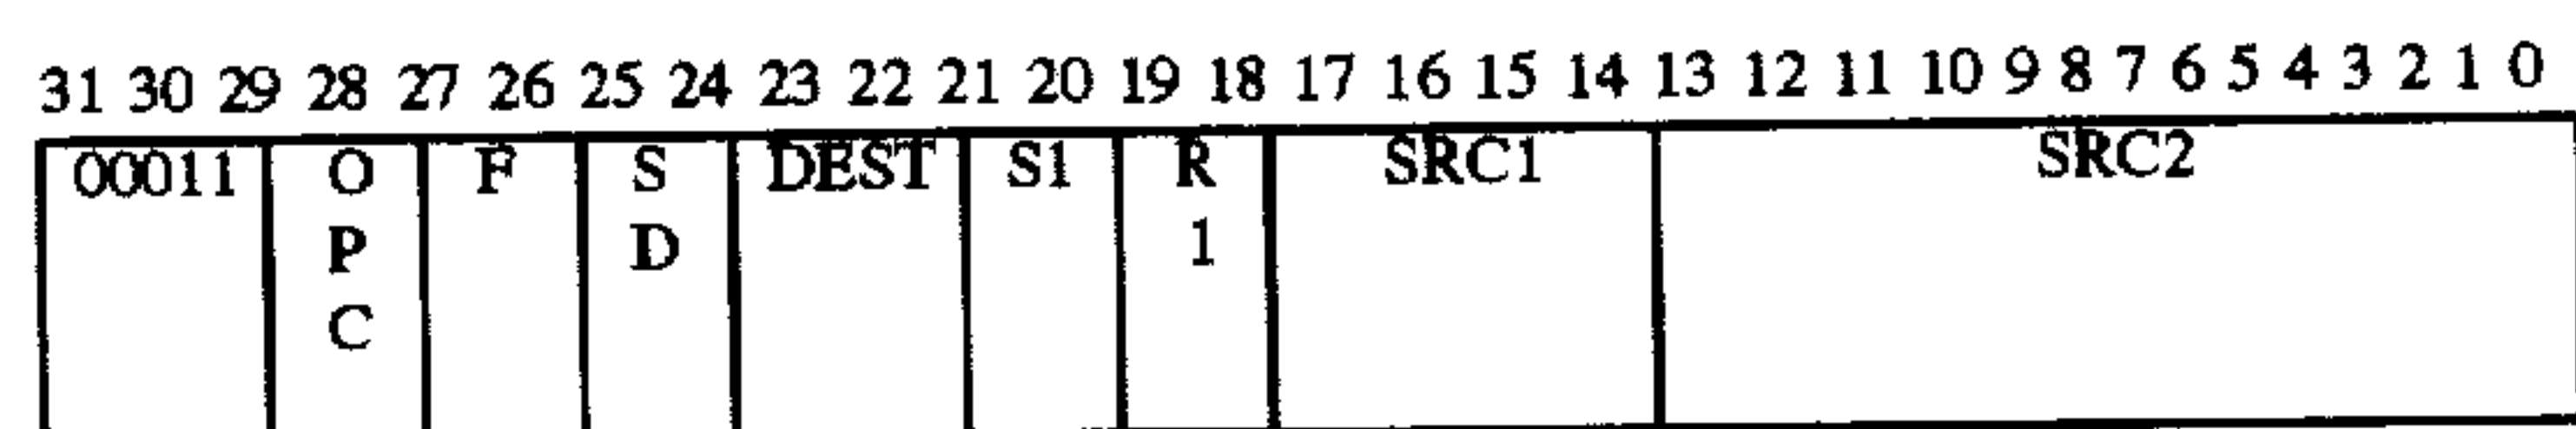 31 30 29 28 27 26 25 24 23 22 21 20 19 18 17 16 15 14 13 12 11 10 9 8 7 6 5 4 3 2 1 0
00011 O F S DEST S1 R SRC1 SRC2
P D 1
C